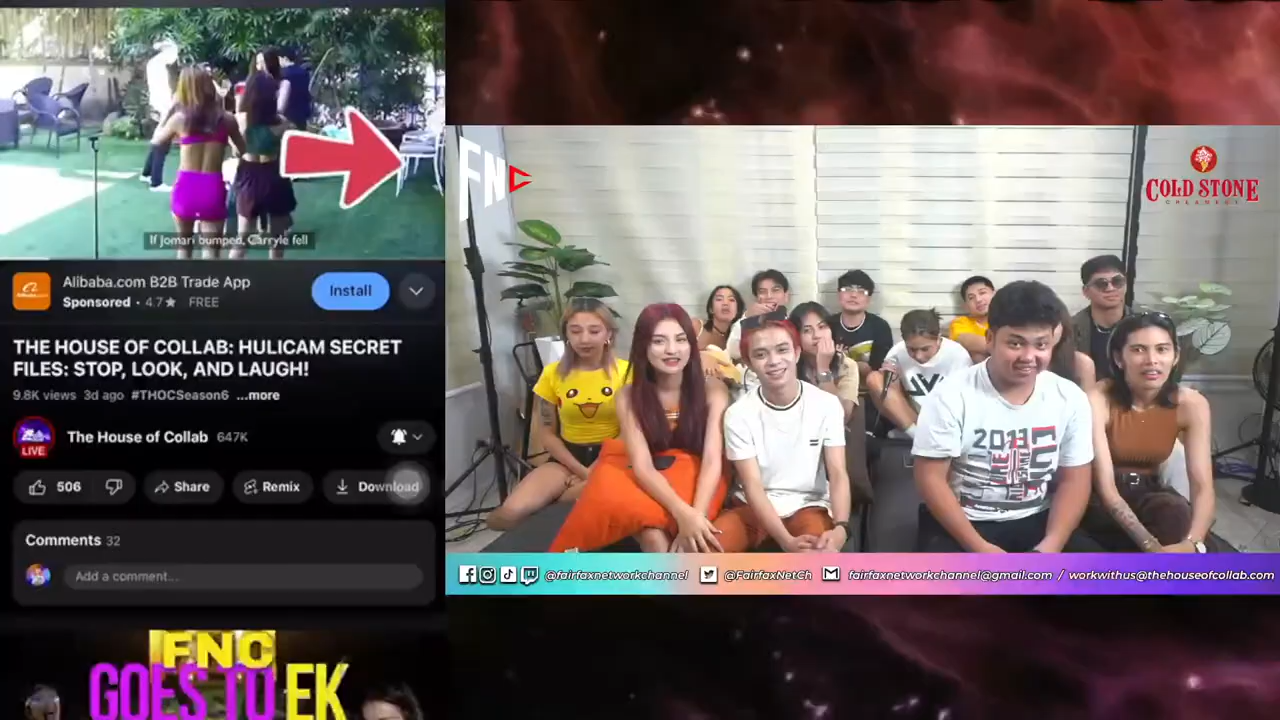 If Jomari bumped, Carryle fell
Alibaba.com B2B Trade App
Sponsored • 4.7★ FREE
Install
THE HOUSE OF COLLAB: HULICAM SECRET
FILES: STOP, LOOK, AND LAUGH!
9.8K views 3d ago #THOCSeason6 ...more
LIVE
The House of Collab 647K
506
Share
Remix
Download
Comments 32
Add a comment...
FNC
GOES TO EK
FNC
COLD STONE
CREAMERY
2013
@fairfaxnetworkchannel @FairfaxNetCh fairfaxnetworkchannel@gmail.com / workwithus@thehouseofcollab.com